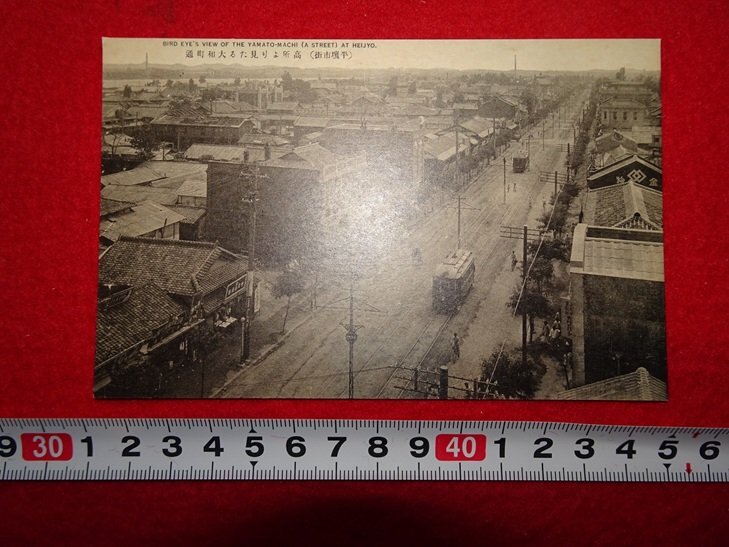 BIRD EYE'S VIEW OF THE YAMATO-MACHI (A STREET) AT HEIJYO.
通町和大るた見りよ所高 (街市壤平)
9 30 1 2 3 4 5 6 7 8 9 40 1 2 3 4 5 6